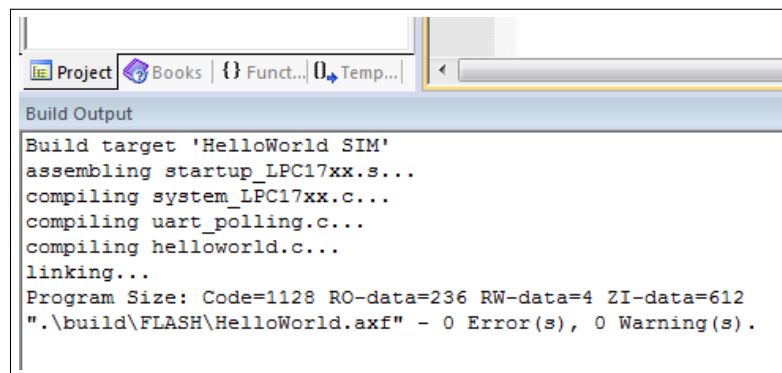 Project Books {} Funct... Temp...
Build Output
Build target 'HelloWorld SIM'
assembling startup_LPC17xx.s...
compiling system_LPC17xx.c...
compiling uart_polling.c...
compiling helloworld.c...
linking...
Program Size: Code=1128 RO-data=236 RW-data=4 ZI-data=612
".\build\FLASH\HelloWorld.axf" - 0 Error(s), 0 Warning(s).